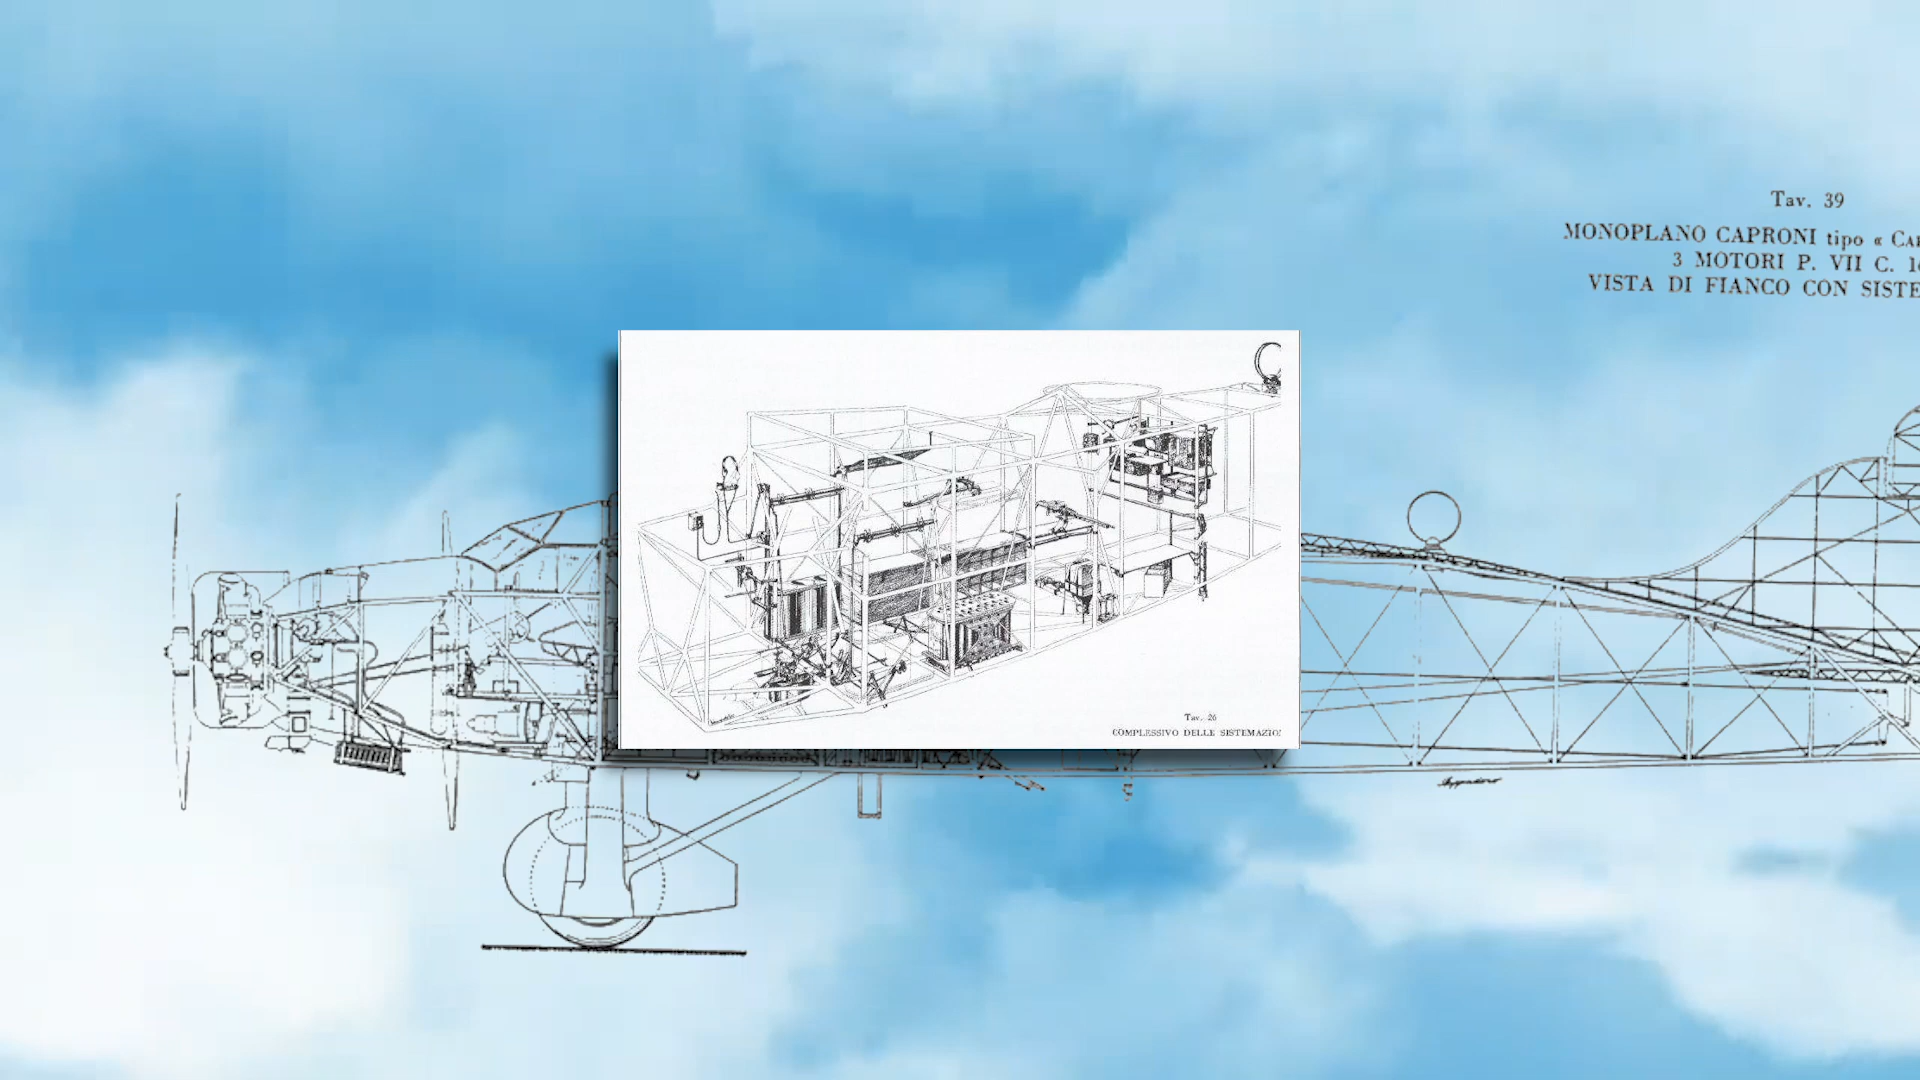 Tav. 39
MONOPLANO CAPRONI tipo « CA
3 MOTORI P. VII C. 1
VISTA DI FIANCO CON SISTE
Tav. 26
COMPLESSIVO DELLE SISTEMAZIO